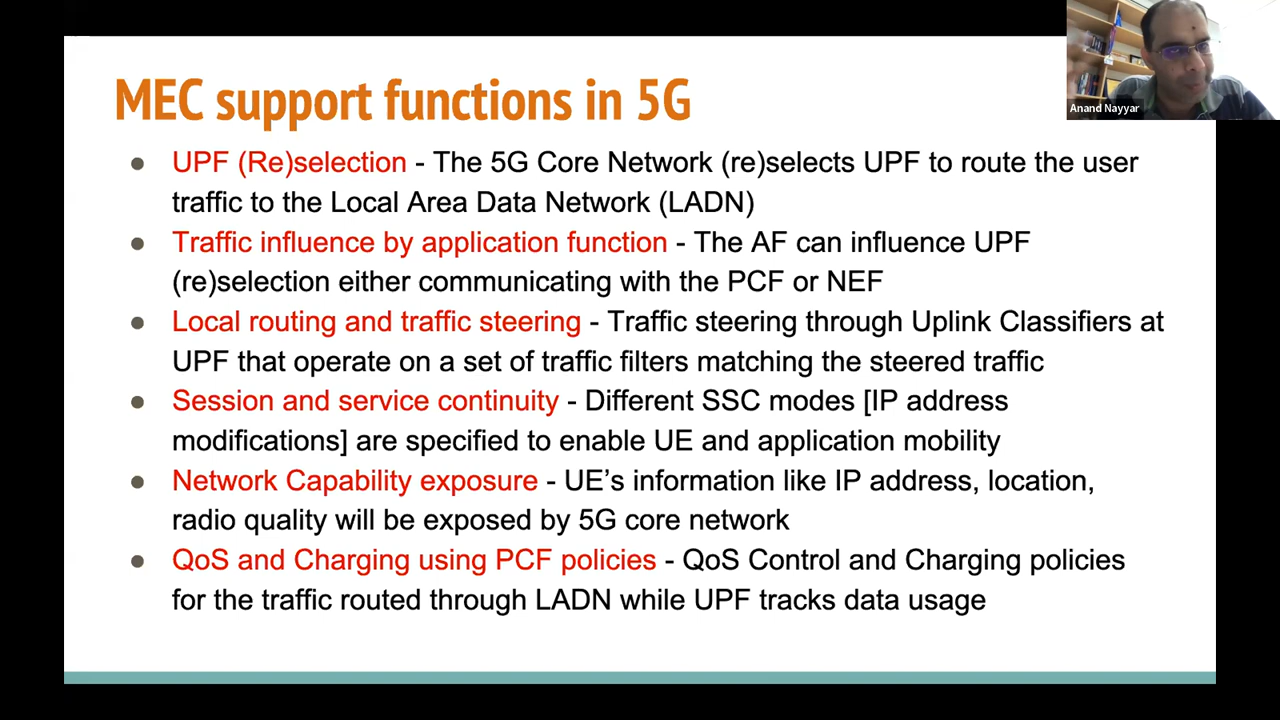 MEC support functions in 5G
Anand Nayyar
● UPF (Re)selection - The 5G Core Network (re)selects UPF to route the user
traffic to the Local Area Data Network (LADN)
● Traffic influence by application function - The AF can influence UPF
(re)selection either communicating with the PCF or NEF
● Local routing and traffic steering - Traffic steering through Uplink Classifiers at
UPF that operate on a set of traffic filters matching the steered traffic
● Session and service continuity - Different SSC modes [IP address
modifications] are specified to enable UE and application mobility
● Network Capability exposure - UE’s information like IP address, location,
radio quality will be exposed by 5G core network
● QoS and Charging using PCF policies - QoS Control and Charging policies
for the traffic routed through LADN while UPF tracks data usage